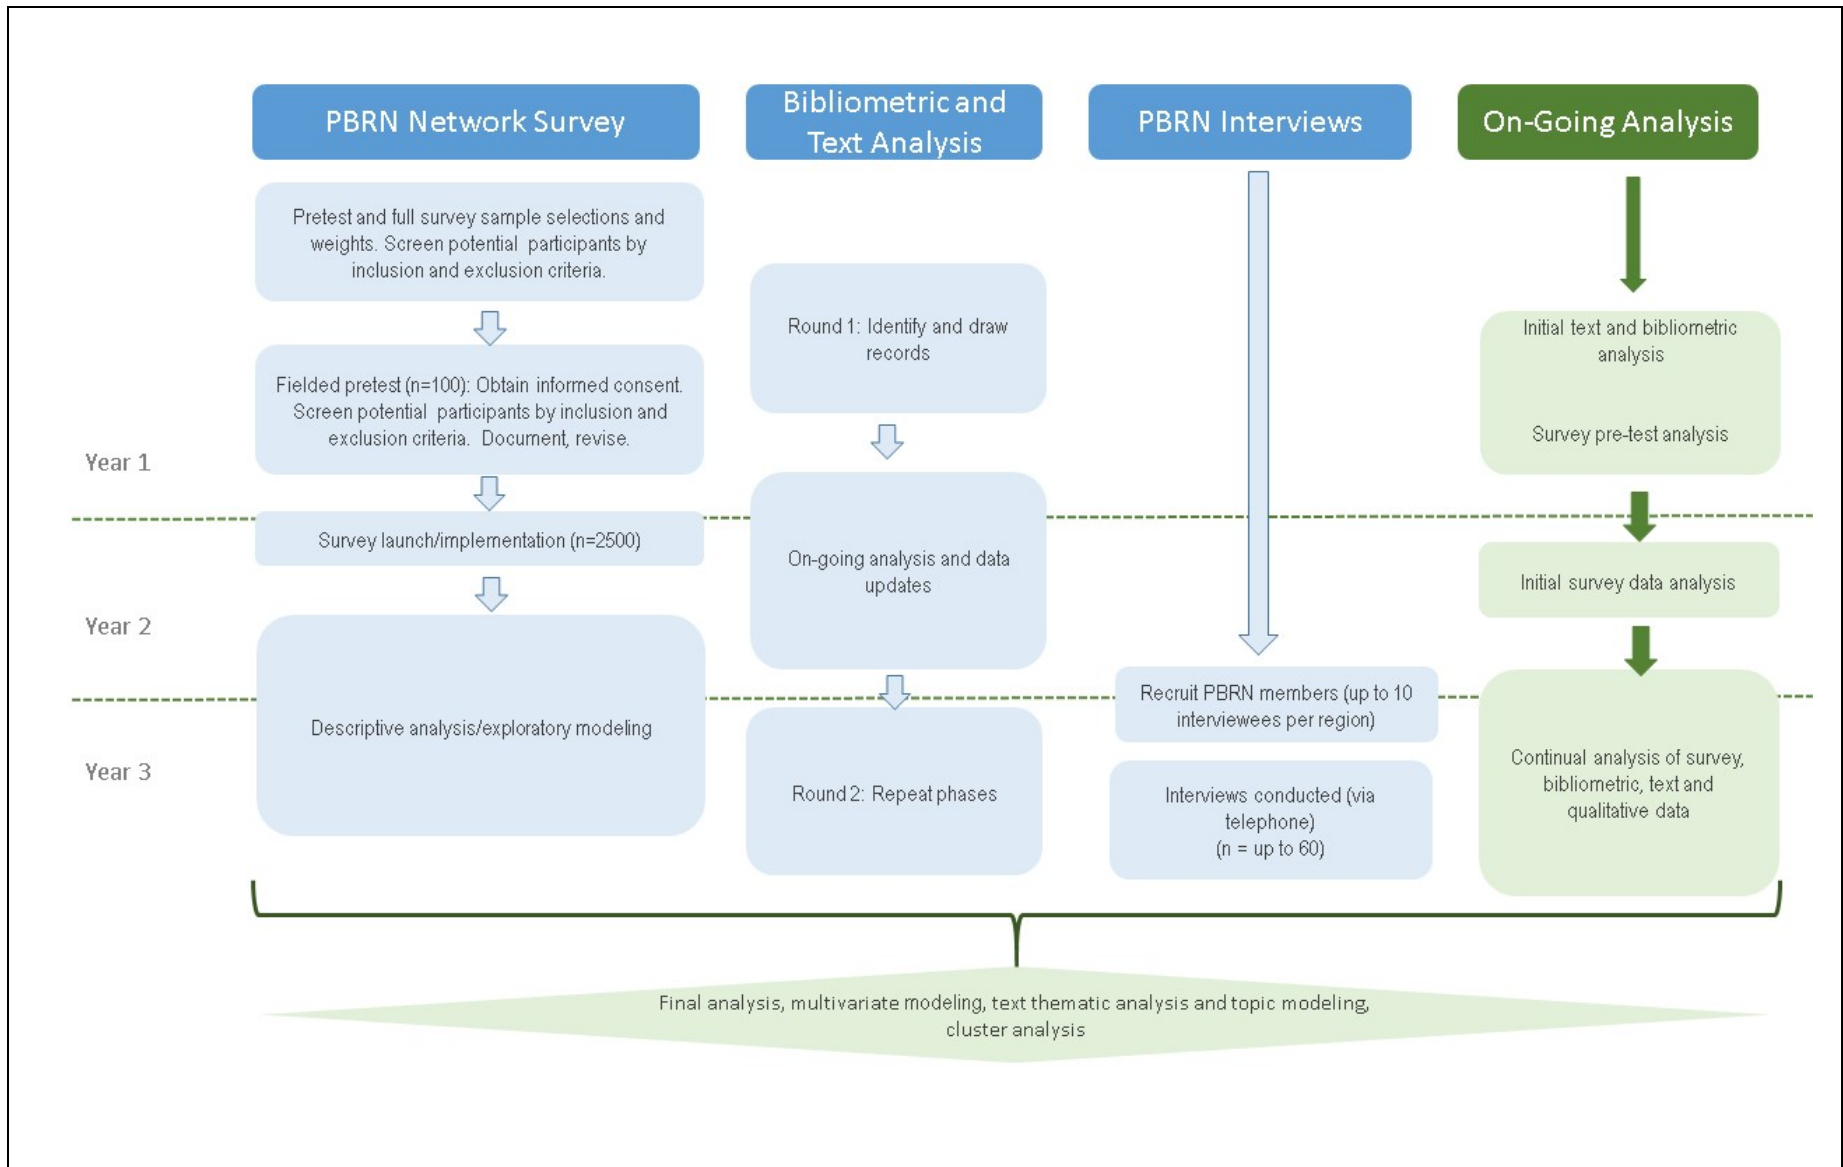 PBRN Network Survey
Bibliometric and
Text Analysis
PBRN Interviews
On-Going Analysis
Pretest and full survey sample selections and
weights. Screen potential participants by
inclusion and exclusion criteria.
Fielded pretest (n=100): Obtain informed consent.
Screen potential participants by inclusion and
exclusion criteria. Document, revise.
Survey launch/implementation (n=2500)
Descriptive analysis/exploratory modeling
Round 1: Identify and draw
records
On-going analysis and data
updates
Round 2: Repeat phases
Recruit PBRN members (up to 10
interviewees per region)
Interviews conducted (via
telephone)
(n = up to 60)
Initial text and bibliometric
analysis
Survey pre-test analysis
Initial survey data analysis
Continual analysis of survey,
bibliometric, text and
qualitative data
Year 1
Year 2
Year 3
Final analysis, multivariate modeling, text thematic analysis and topic modeling,
cluster analysis